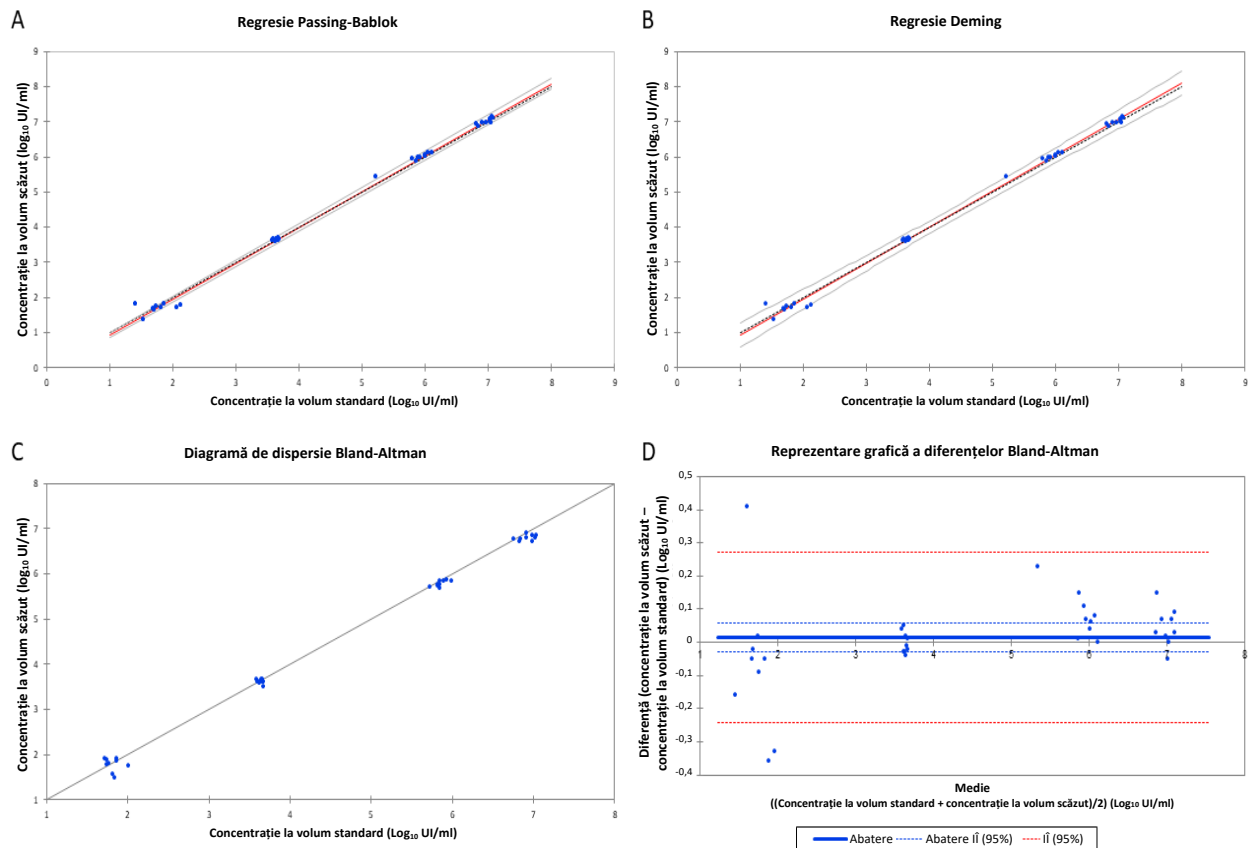 A
Regresie Passing-Bablok
Concentrație la volum scăzut (log₁₀ UI/ml)
9
8
7
6
5
4
3
2
1
0
0 1 2 3 4 5 6 7 8 9
Concentrație la volum standard (Log₁₀ UI/ml)
B
Regresie Deming
Concentrație la volum scăzut (log₁₀ UI/ml)
9
8
7
6
5
4
3
2
1
0
0 1 2 3 4 5 6 7 8 9
Concentrație la volum standard (Log₁₀ UI/ml)
C
Diagramă de dispersie Bland-Altman
Concentrație la volum scăzut (log₁₀ UI/ml)
8
7
6
5
4
3
2
1
1 2 3 4 5 6 7 8
Concentrație la volum standard (Log₁₀ UI/ml)
D
Reprezentare grafică a diferențelor Bland-Altman
Diferență (concentrație la volum scăzut –
concentrație la volum standard) (Log₁₀ UI/ml)
0,5
0,4
0,3
0,2
0,1
0
-0,1
-0,2
-0,3
-0,4
1 2 3 4 5 6 7 8
Medie
((Concentrație la volum standard + concentrație la volum scăzut)/2) (Log₁₀ UI/ml)
Abatere Abatere IÎ (95%) IÎ (95%)